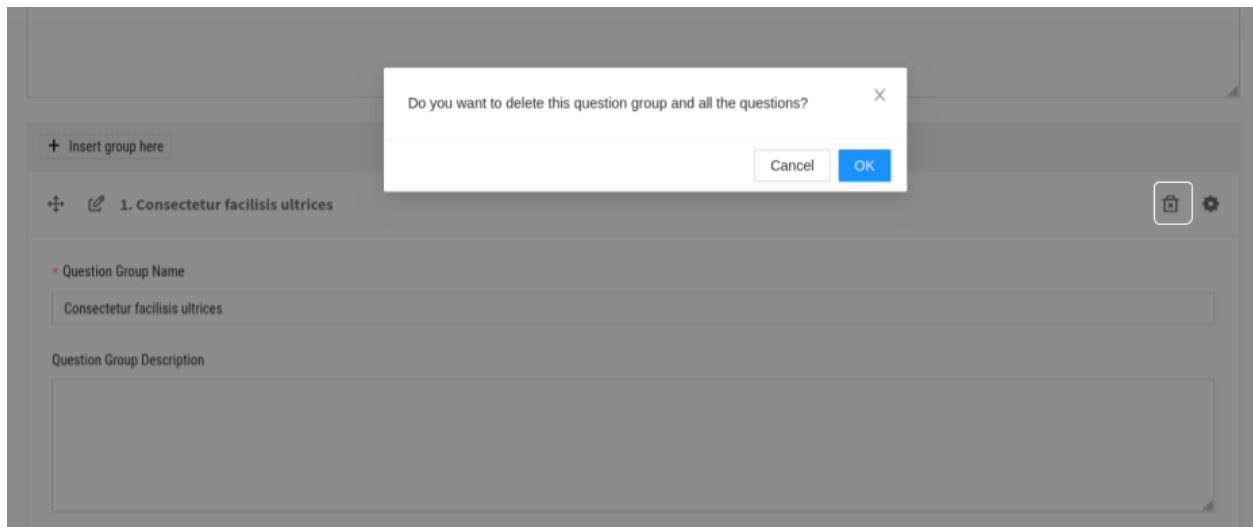 Do you want to delete this question group and all the questions?
Cancel OK
+ Insert group here
1. Consectetur facilisis ultrices
* Question Group Name
Consectetur facilisis ultrices
Question Group Description